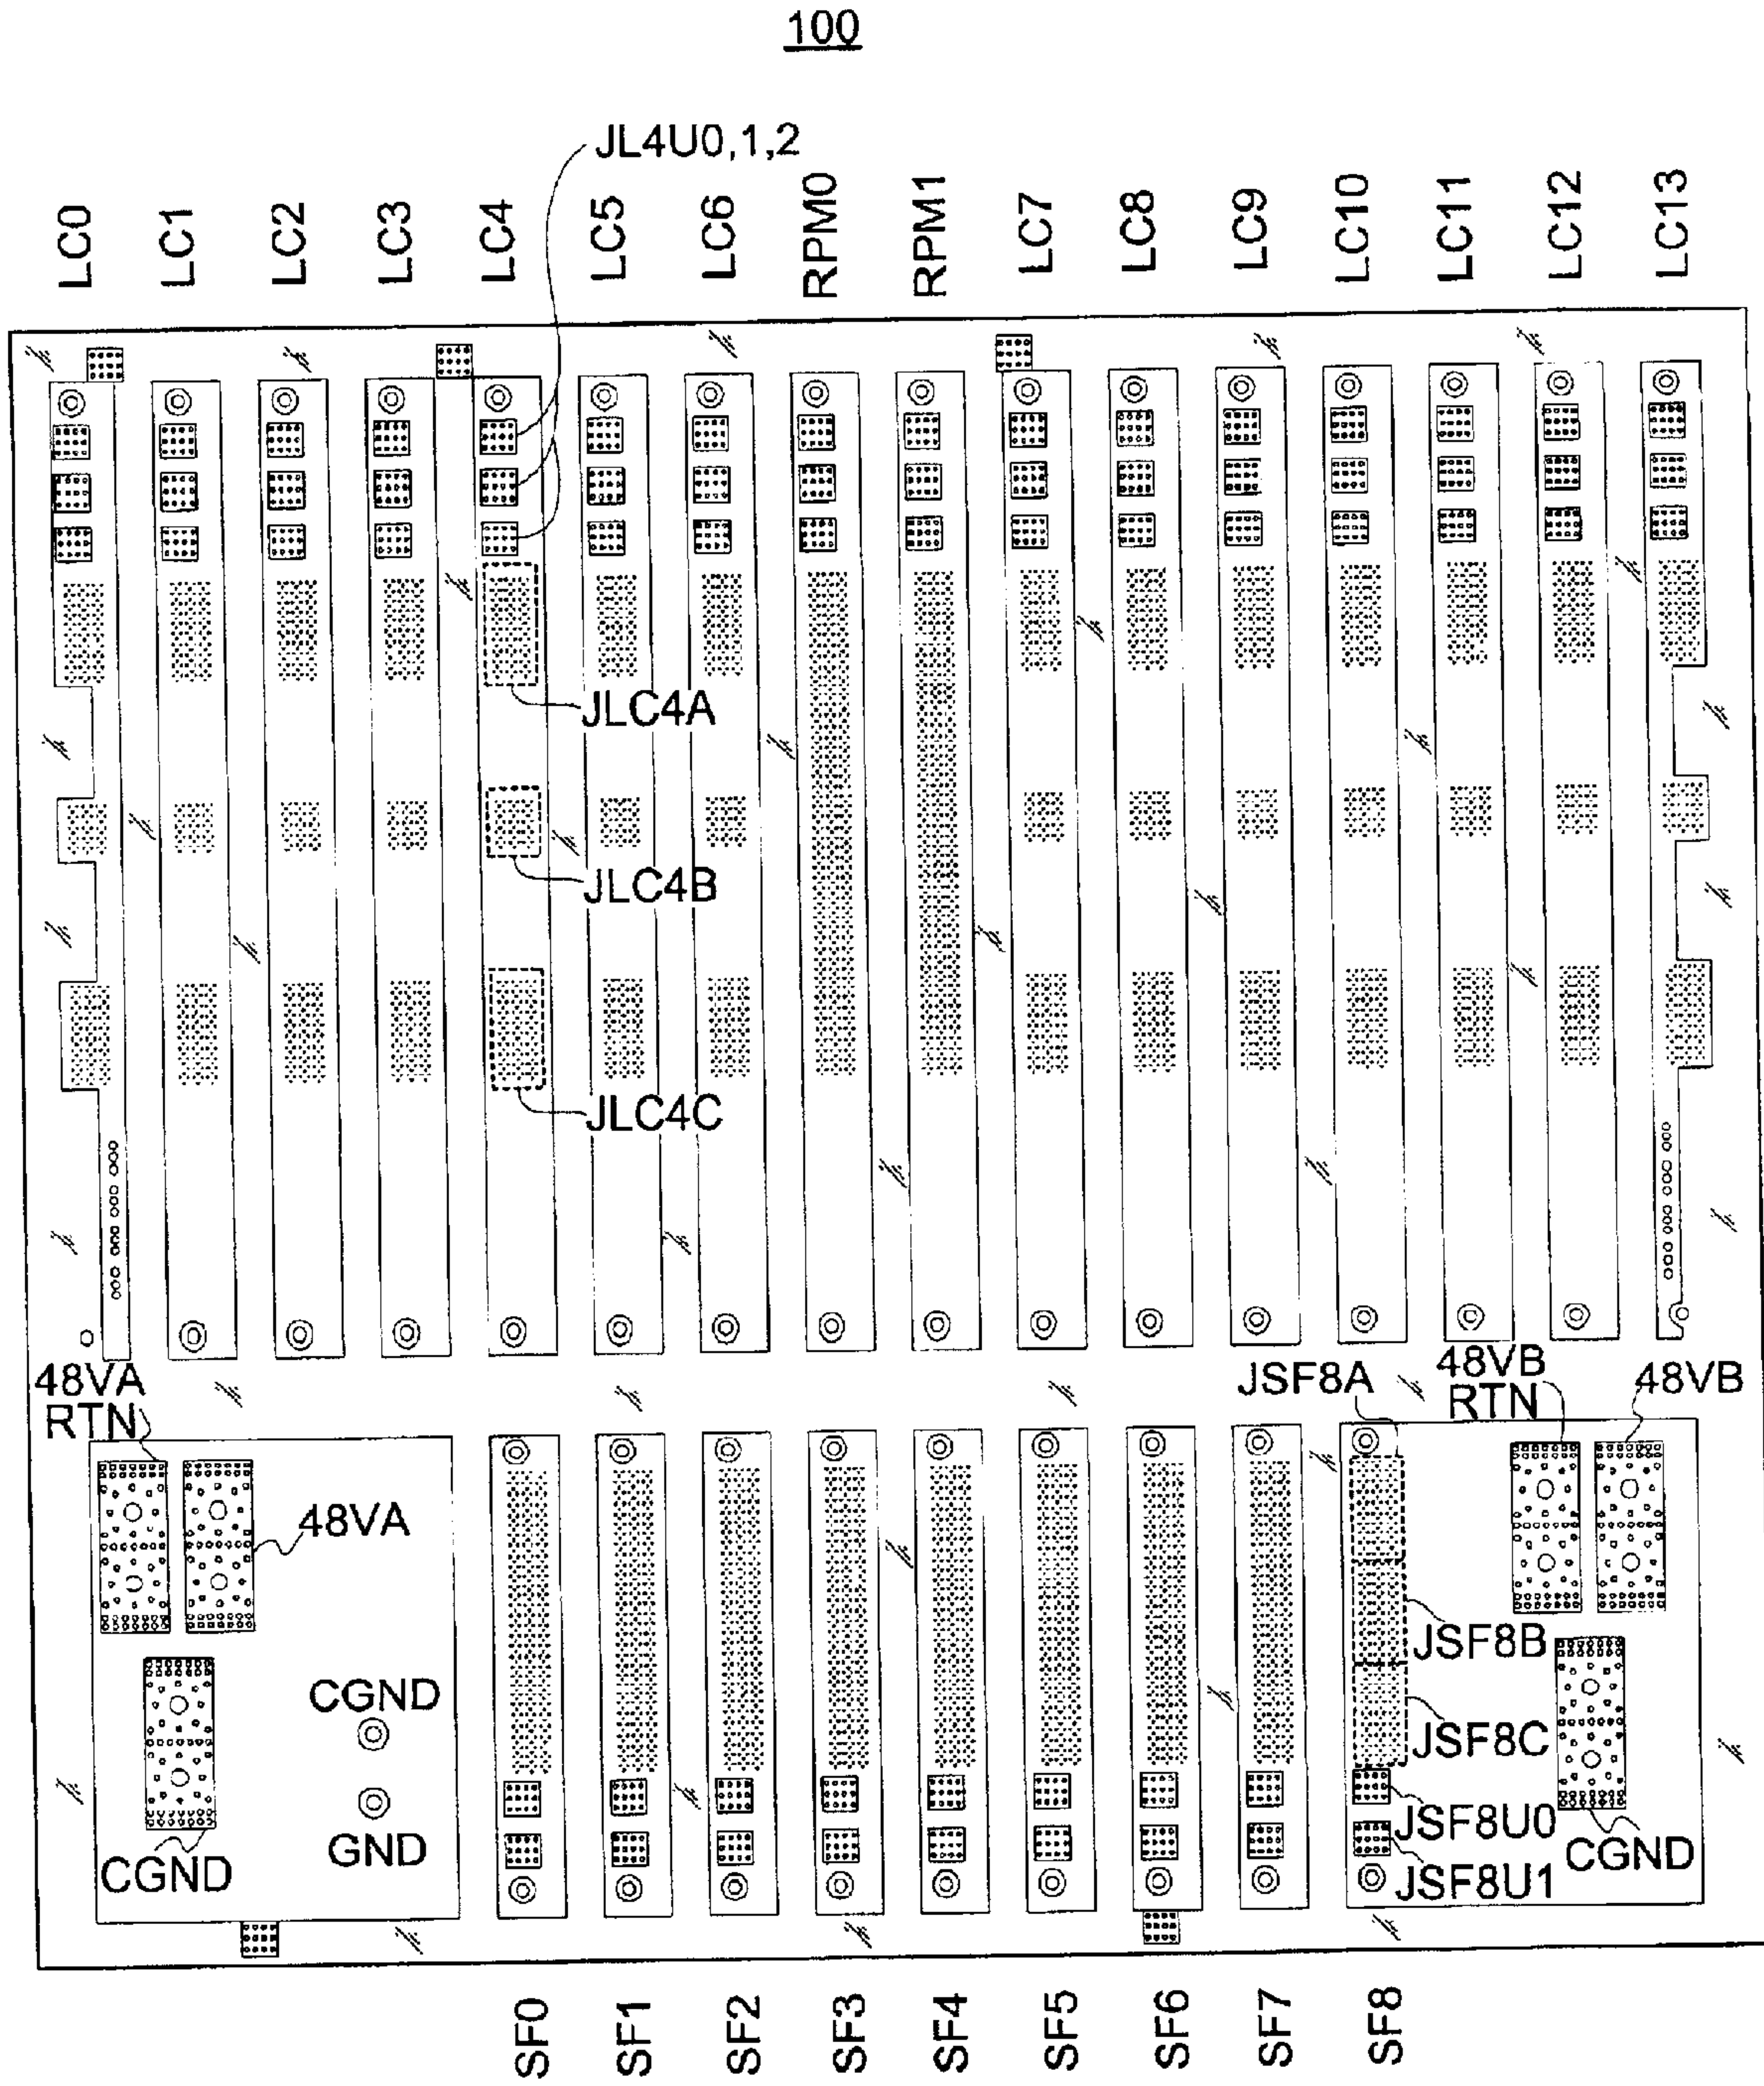 100
JL4U0,1,2
LC0
LC1
LC2
LC3
LC4
LC5
LC6
RPM0
RPM1
LC7
LC8
LC9
LC10
LC11
LC12
LC13
JLC4A
JLC4B
JLC4C
48VA
RTN
JSF8A
48VB
RTN
48VB
48VA
JSF8B
CGND
JSF8C
GND
JSF8U0
CGND
CGND
JSF8U1
SF0
SF1
SF2
SF3
SF4
SF5
SF6
SF7
SF8